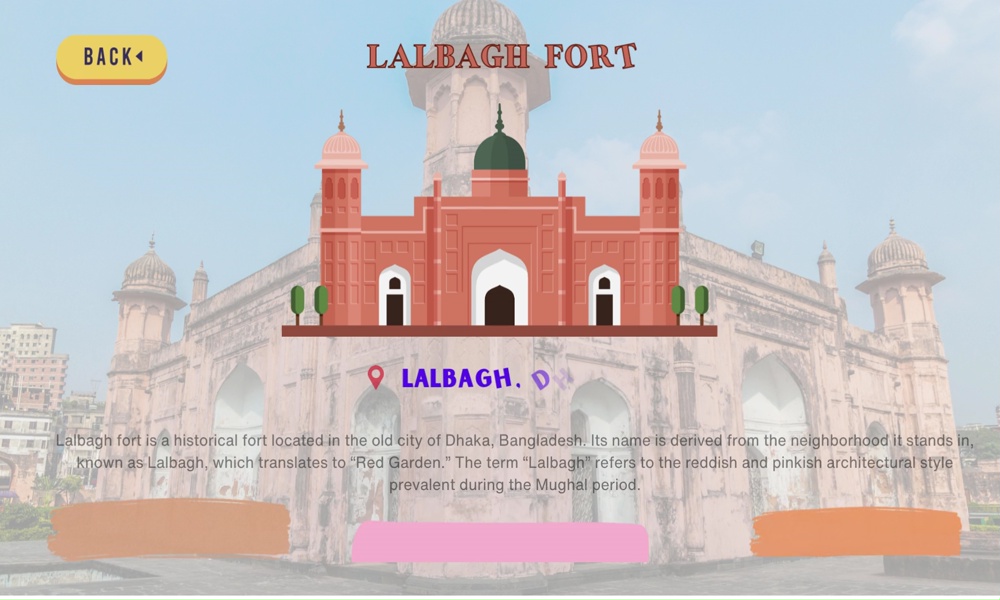 BACK
LALBAGH FORT
LALBAGH, D
Lalbagh fort is a historical fort located in the old city of Dhaka, Bangladesh. Its name is derived from the neighborhood it stands in,
known as Lalbagh, which translates to “Red Garden.” The term “Lalbagh” refers to the reddish and pinkish architectural style
prevalent during the Mughal period.